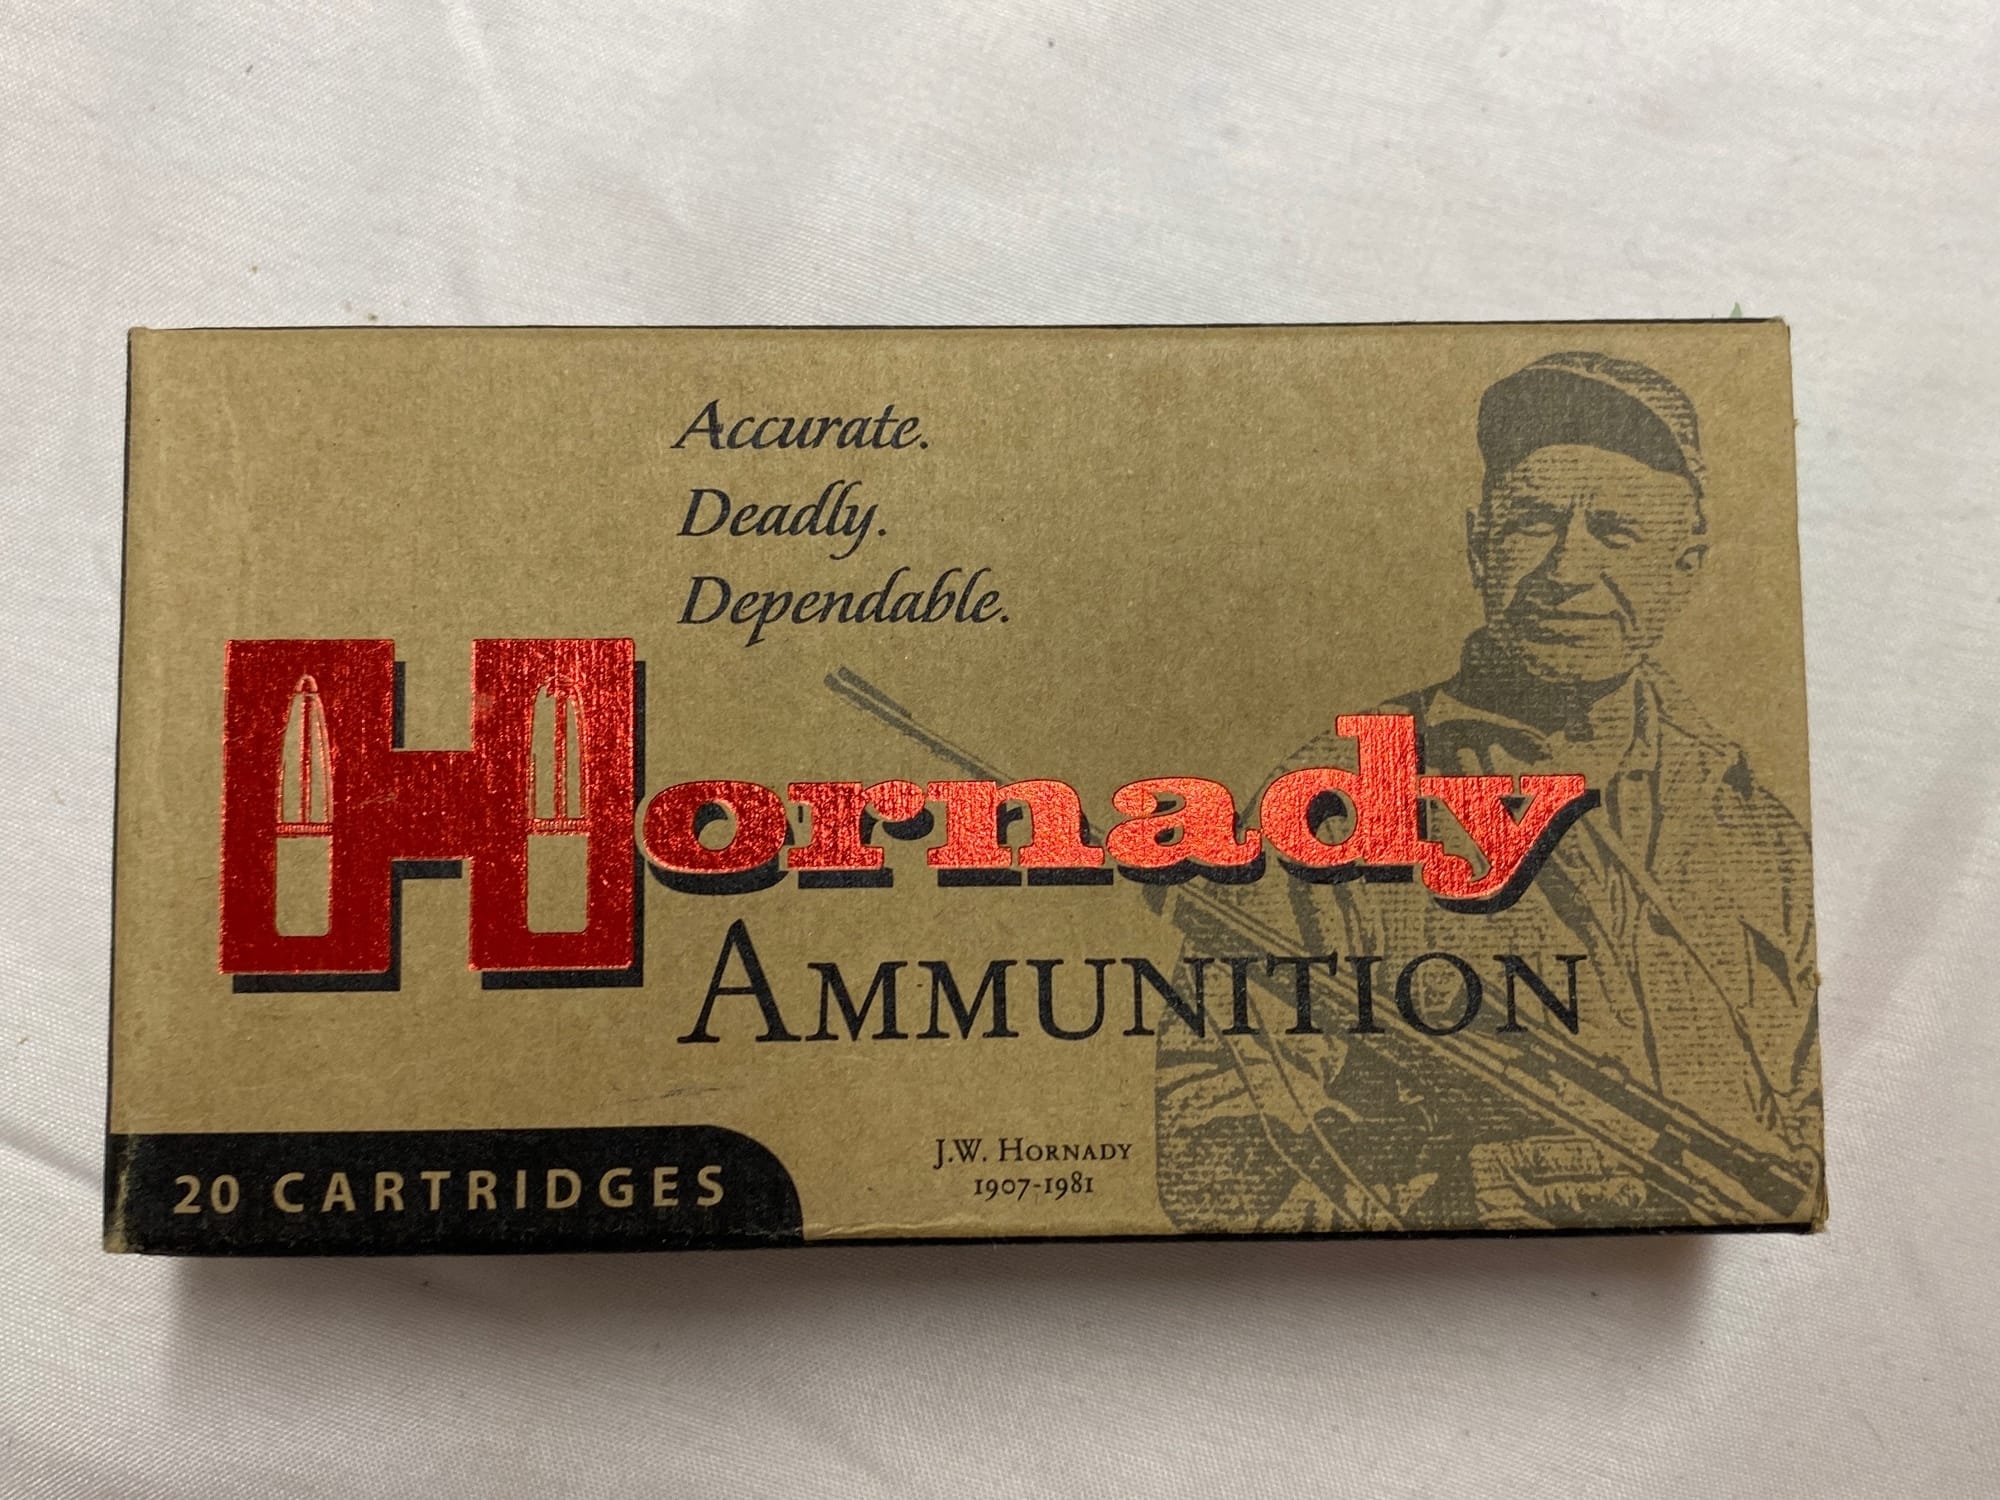 Accurate.
Deadly.
Dependable.
Hornady
AMMUNITION
20 CARTRIDGES
J.W. HORNADY
1907-1981